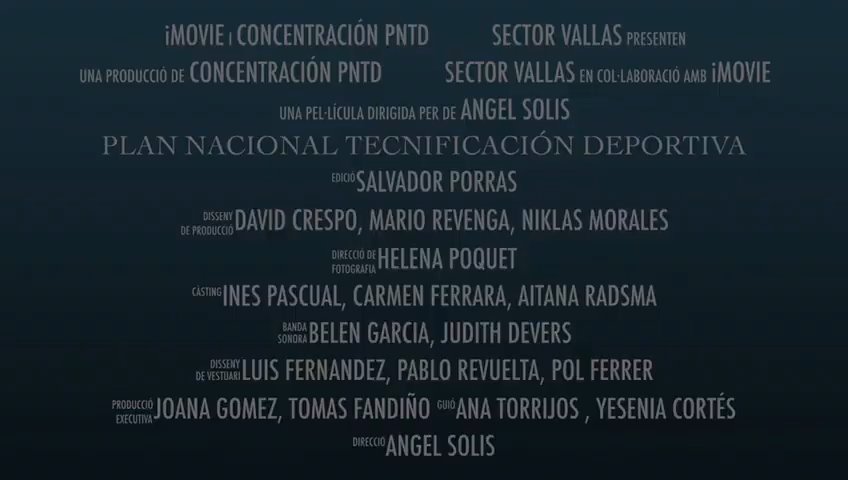 iMOVIE I CONCENTRACIÓN PNTD SECTOR VALLAS PRESENTEN
UNA PRODUCCIÓ DE CONCENTRACIÓN PNTD SECTOR VALLAS EN COL·LABORACIÓ AMB iMOVIE
UNA PEL·LÍCULA DIRIGIDA PER DE ANGEL SOLIS
PLAN NACIONAL TECNIFICACIÓN DEPORTIVA
EDICIÓ SALVADOR PORRAS
DISSENY DE PRODUCCIÓ DAVID CRESPO, MARIO REVENGA, NIKLAS MORALES
DIRECCIÓ DE FOTOGRAFIA HELENA POQUET
CÀSTING INES PASCUAL, CARMEN FERRARA, AITANA RADSMA
BANDA SONORA BELEN GARCIA, JUDITH DEVERS
DISSENY DE VESTUARI LUIS FERNANDEZ, PABLO REVUELTA, POL FERRER
PRODUCCIÓ EXECUTIVA JOANA GOMEZ, TOMAS FANDIÑO GUIÓ ANA TORRIJOS , YESENIA CORTÉS
DIRECCIÓ ANGEL SOLIS